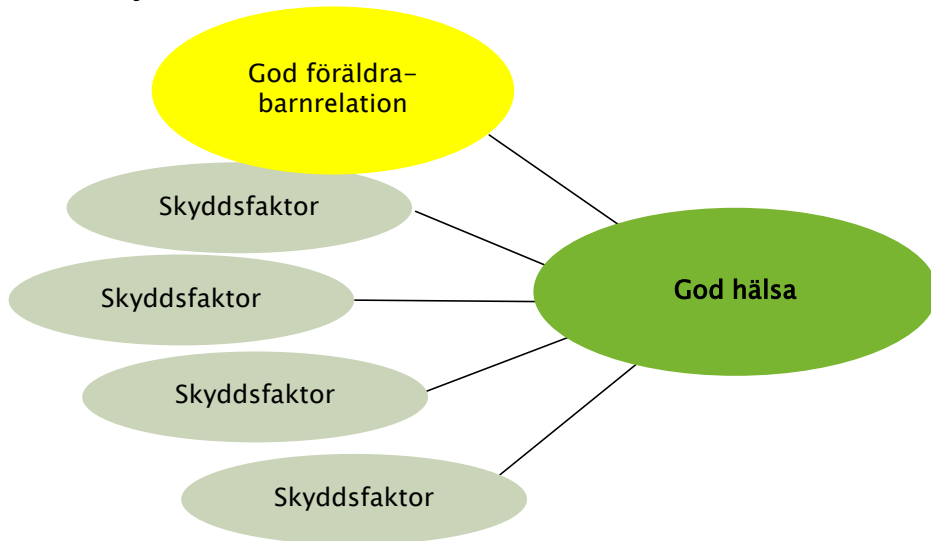 God föräldra-
barnrelation
Skyddsfaktor
Skyddsfaktor
God hälsa
Skyddsfaktor
Skyddsfaktor